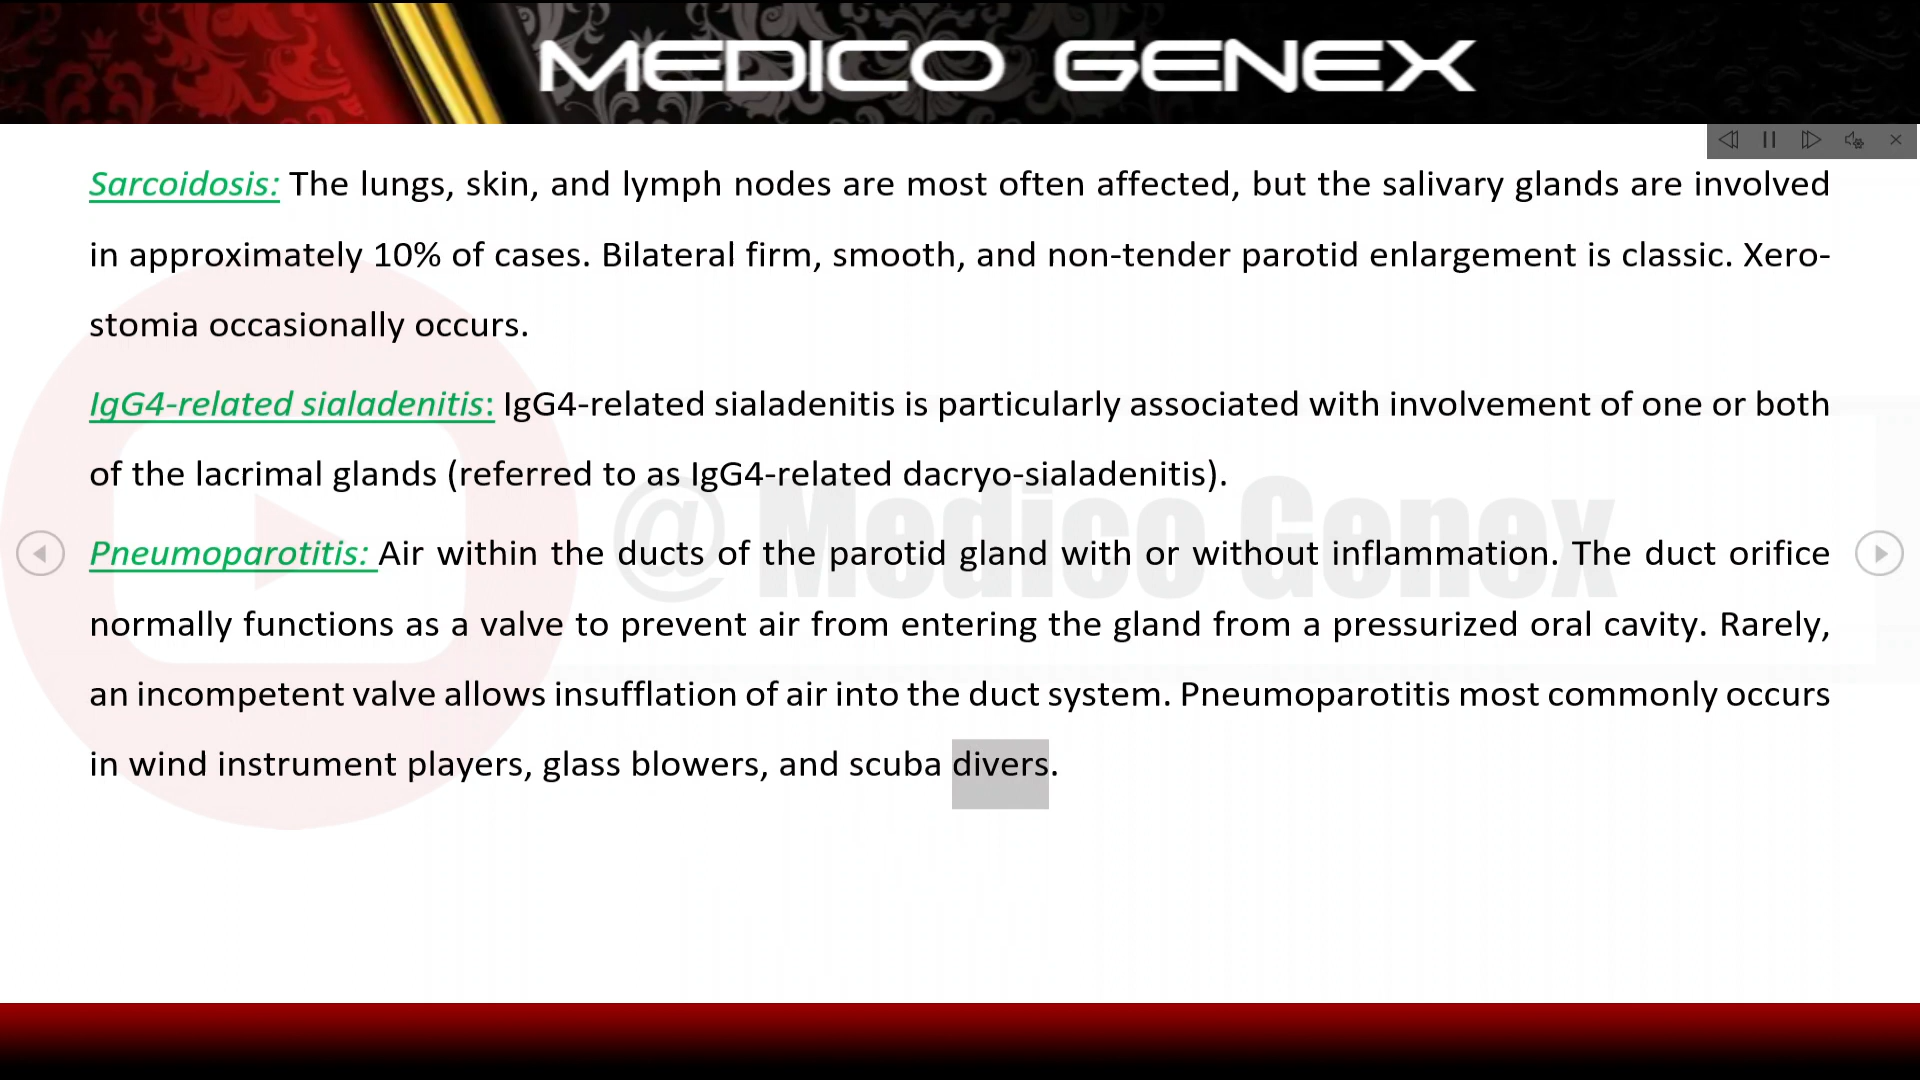 MEDICO GENEX
Sarcoidosis: The lungs, skin, and lymph nodes are most often affected, but the salivary glands are involved
in approximately 10% of cases. Bilateral firm, smooth, and non-tender parotid enlargement is classic. Xero-
stomia occasionally occurs.
IgG4-related sialadenitis: IgG4-related sialadenitis is particularly associated with involvement of one or both
of the lacrimal glands (referred to as IgG4-related dacryo-sialadenitis).
@ Medico Genex
Pneumoparotitis: Air within the ducts of the parotid gland with or without inflammation. The duct orifice
normally functions as a valve to prevent air from entering the gland from a pressurized oral cavity. Rarely,
an incompetent valve allows insufflation of air into the duct system. Pneumoparotitis most commonly occurs
in wind instrument players, glass blowers, and scuba divers.